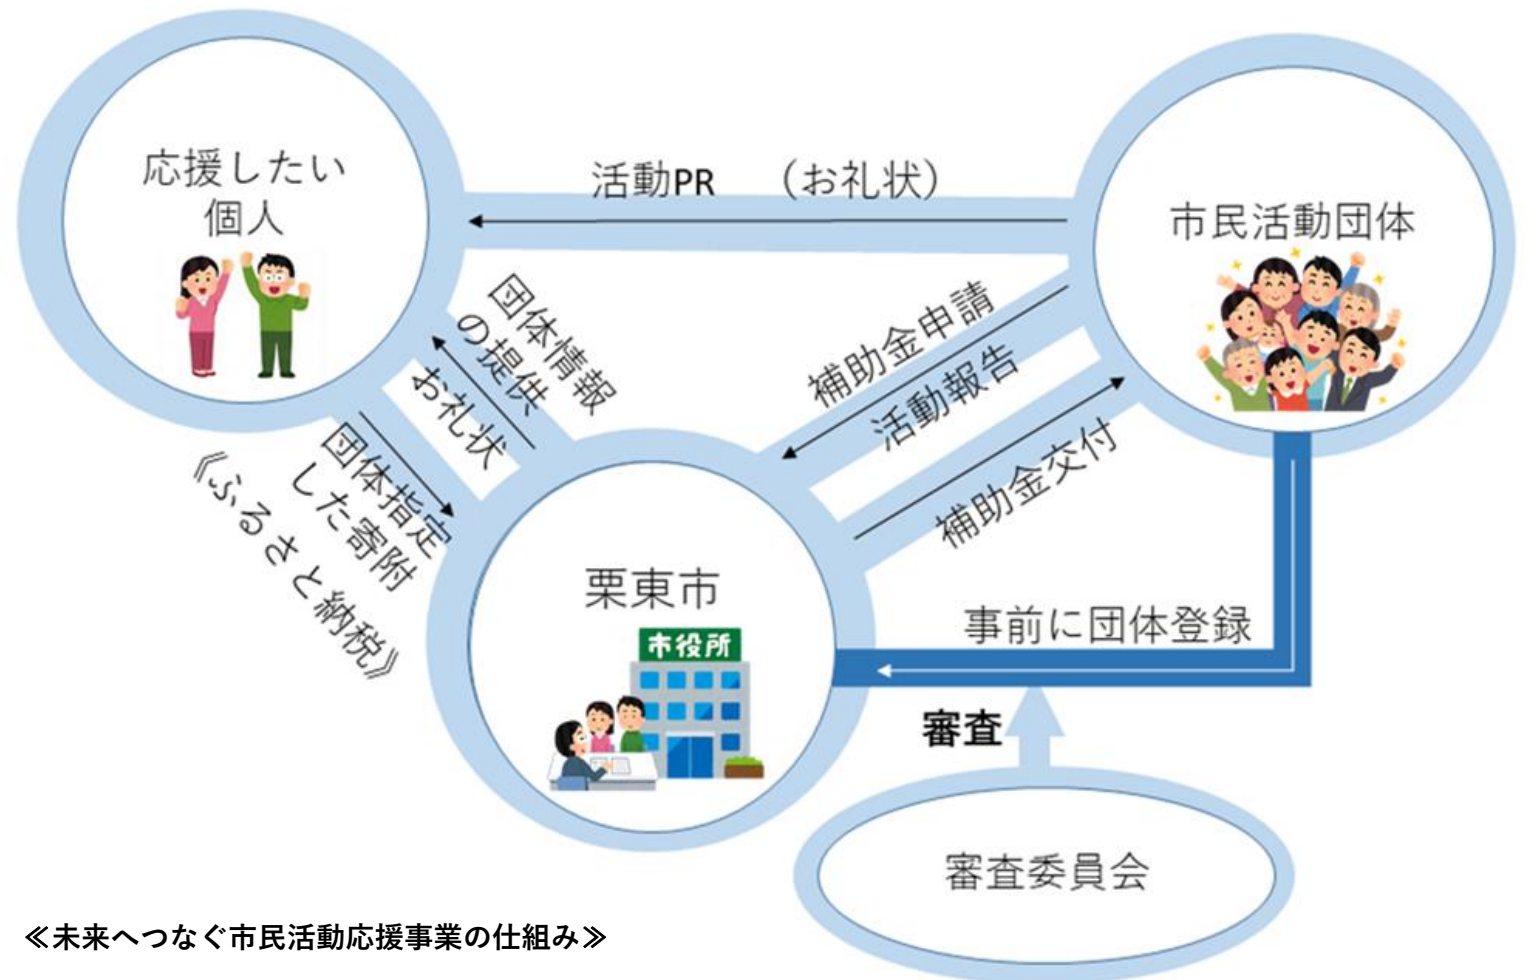 応援したい
個人
活動PR （お礼状）
市民活動団体
団体情報
の提供
お礼状
団体指定
した寄附
《ふるさと納税》
補助金申請
活動報告
補助金交付
栗東市
市役所
事前に団体登録
審査
審査委員会
≪未来へつなぐ市民活動応援事業の仕組み≫